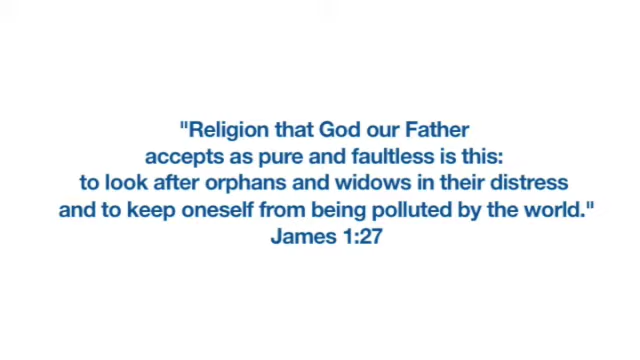 "Religion that God our Father
accepts as pure and faultless is this:
to look after orphans and widows in their distress
and to keep oneself from being polluted by the world."
James 1:27